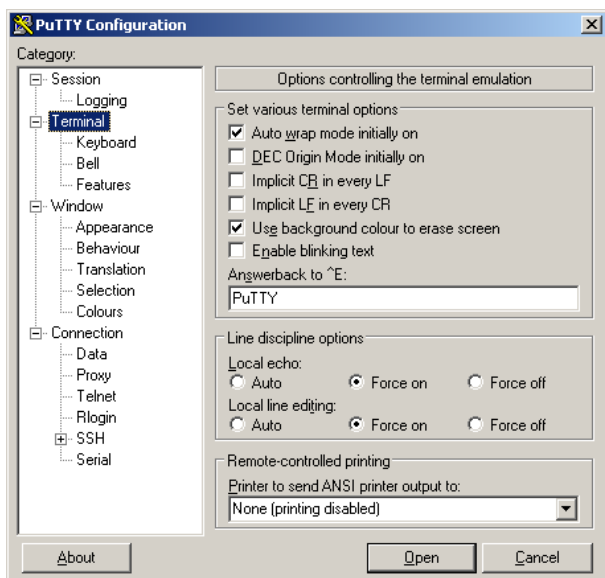 PuTTY Configuration
Category:
Session
Logging
Terminal
Keyboard
Bell
Features
Window
Appearance
Behaviour
Translation
Selection
Colours
Connection
Data
Proxy
Telnet
Rlogin
SSH
Serial
Options controlling the terminal emulation
Set various terminal options
Auto wrap mode initially on
DEC Origin Mode initially on
Implicit CR in every LF
Implicit LF in every CR
Use background colour to erase screen
Enable blinking text
Answerback to ^E:
PuTTY
Line discipline options
Local echo:
Auto Force on Force off
Local line editing:
Auto Force on Force off
Remote-controlled printing
Printer to send ANSI printer output to:
None (printing disabled)
About Open Cancel